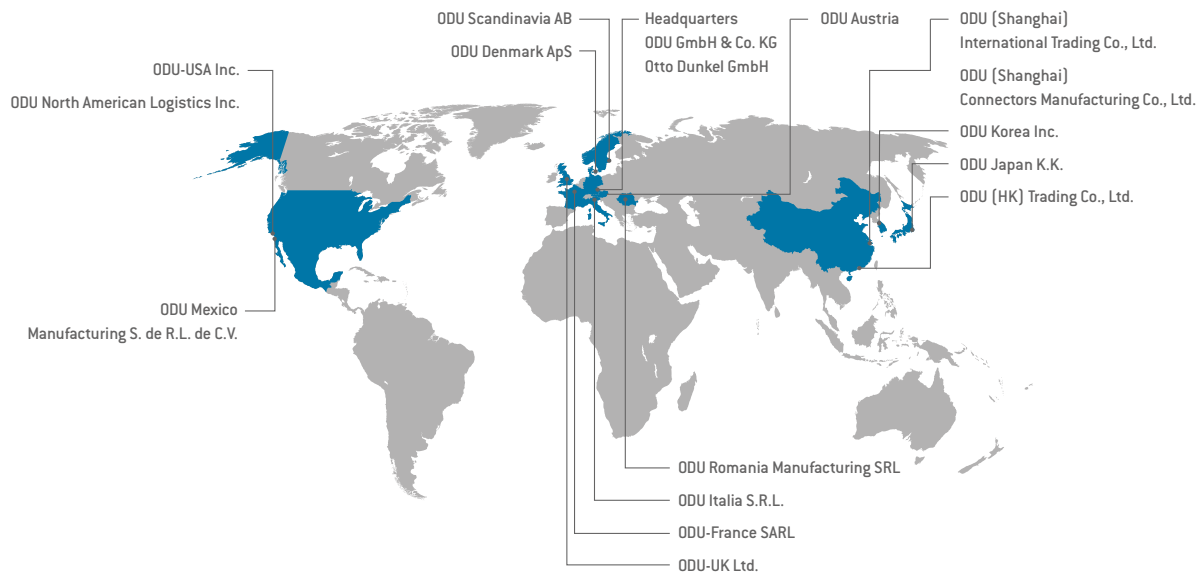 ODU Scandinavia AB
ODU Denmark ApS
Headquarters
ODU GmbH & Co. KG
Otto Dunkel GmbH
ODU Austria
ODU (Shanghai)
International Trading Co., Ltd.
ODU (Shanghai)
Connectors Manufacturing Co., Ltd.
ODU Korea Inc.
ODU Japan K.K.
ODU (HK) Trading Co., Ltd.
ODU-USA Inc.
ODU North American Logistics Inc.
ODU Mexico
Manufacturing S. de R.L. de C.V.
ODU Romania Manufacturing SRL
ODU Italia S.R.L.
ODU-France SARL
ODU-UK Ltd.